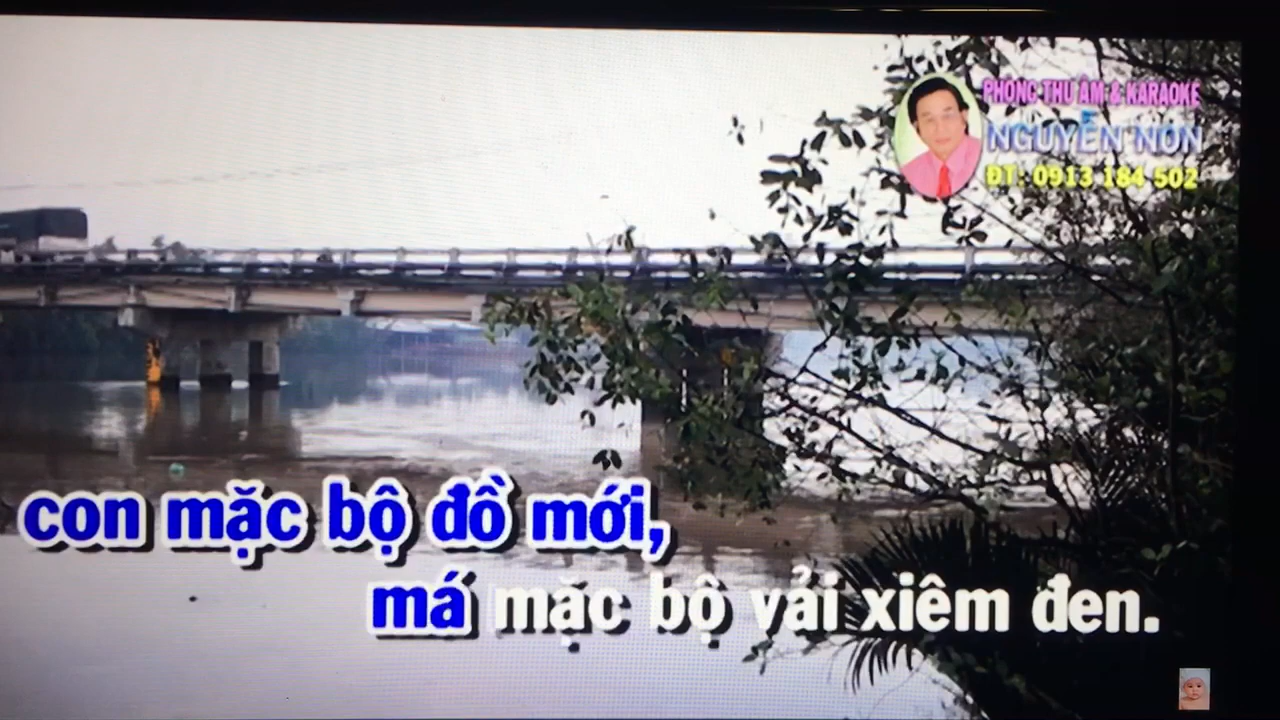 PHÒNG THU ÂM & KARAOKE
NGUYỄN NON
ĐT: 0913 184 502
con mặc bộ đồ mới,
má mặc bộ vải xiêm đen.